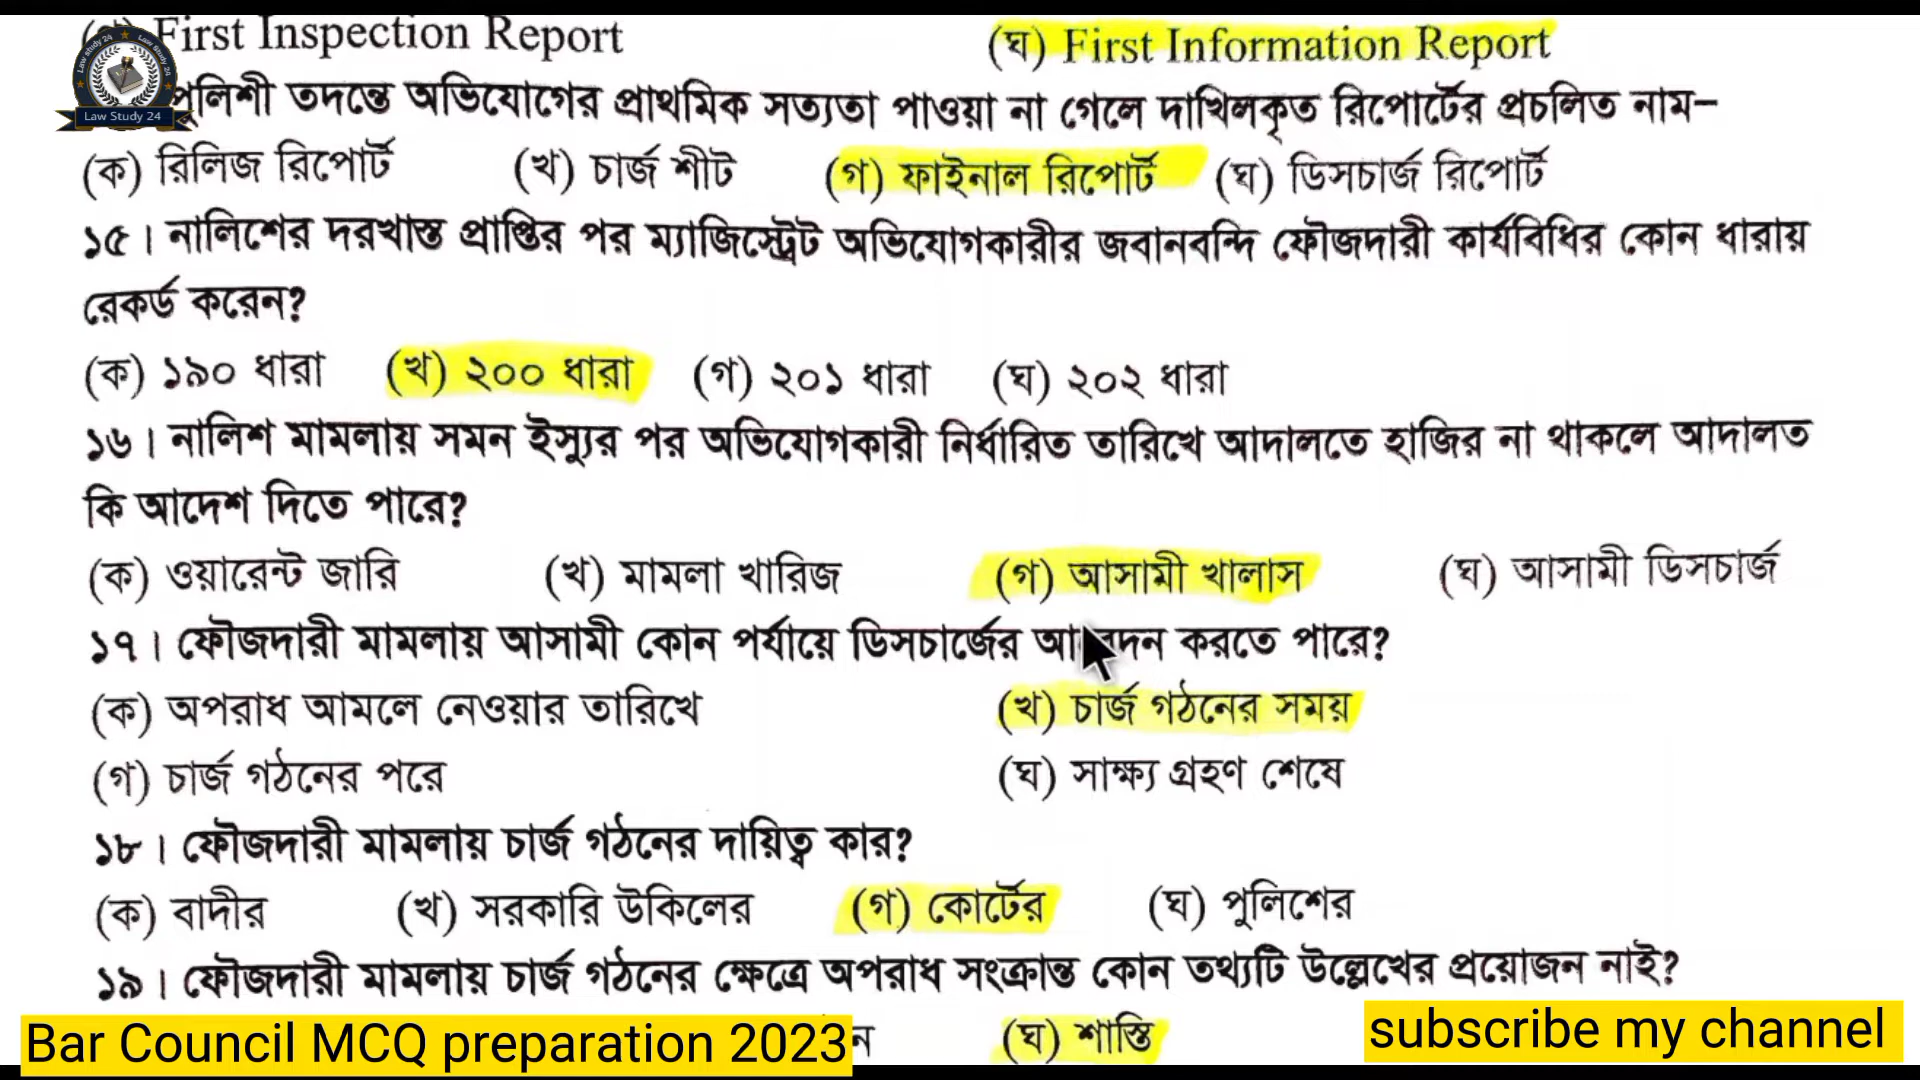 First Inspection Report (ঘ) First Information Report
পুলিশী তদন্তে অভিযোগের প্রাথমিক সত্যতা পাওয়া না গেলে দাখিলকৃত রিপোর্টের প্রচলিত নাম–
(ক) রিলিজ রিপোর্ট (খ) চার্জ শীট (গ) ফাইনাল রিপোর্ট (ঘ) ডিসচার্জ রিপোর্ট
১৫। নালিশের দরখাস্ত প্রাপ্তির পর ম্যাজিস্ট্রেট অভিযোগকারীর জবানবন্দি ফৌজদারী কার্যবিধির কোন ধারায়
রেকর্ড করেন?
(ক) ১৯০ ধারা (খ) ২০০ ধারা (গ) ২০১ ধারা (ঘ) ২০২ ধারা
১৬। নালিশ মামলায় সমন ইস্যুর পর অভিযোগকারী নির্ধারিত তারিখে আদালতে হাজির না থাকলে আদালত
কি আদেশ দিতে পারে?
(ক) ওয়ারেন্ট জারি (খ) মামলা খারিজ (গ) আসামী খালাস (ঘ) আসামী ডিসচার্জ
১৭। ফৌজদারী মামলায় আসামী কোন পর্যায়ে ডিসচার্জের আবেদন করতে পারে?
(ক) অপরাধ আমলে নেওয়ার তারিখে (খ) চার্জ গঠনের সময়
(গ) চার্জ গঠনের পরে (ঘ) সাক্ষ্য গ্রহণ শেষে
১৮। ফৌজদারী মামলায় চার্জ গঠনের দায়িত্ব কার?
(ক) বাদীর (খ) সরকারি উকিলের (গ) কোর্টের (ঘ) পুলিশের
১৯। ফৌজদারী মামলায় চার্জ গঠনের ক্ষেত্রে অপরাধ সংক্রান্ত কোন তথ্যটি উল্লেখের প্রয়োজন নাই?
(ঘ) শাস্তি
Law Study 24
Bar Council MCQ preparation 2023
subscribe my channel